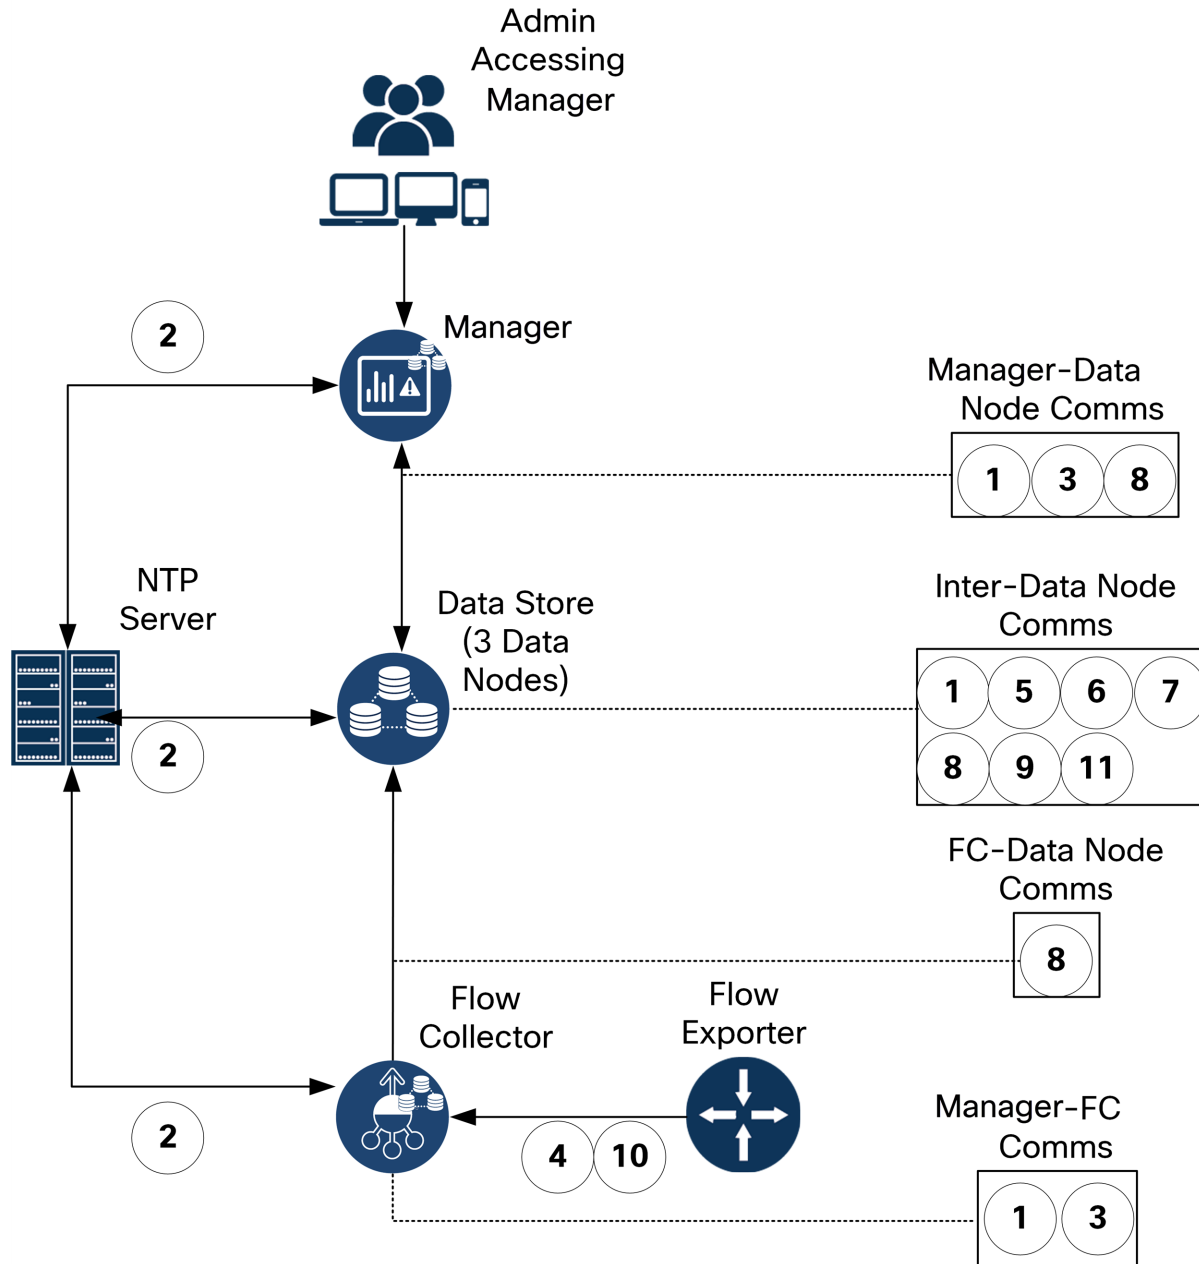 Admin
Accessing
Manager
2
Manager
Manager-Data
Node Comms
1 3 8
NTP
Server
Data Store
(3 Data
Nodes)
2
Inter-Data Node
Comms
1 5 6 7
8 9 11
FC-Data Node
Comms
8
Flow
Collector
Flow
Exporter
2
4 10
Manager-FC
Comms
1 3